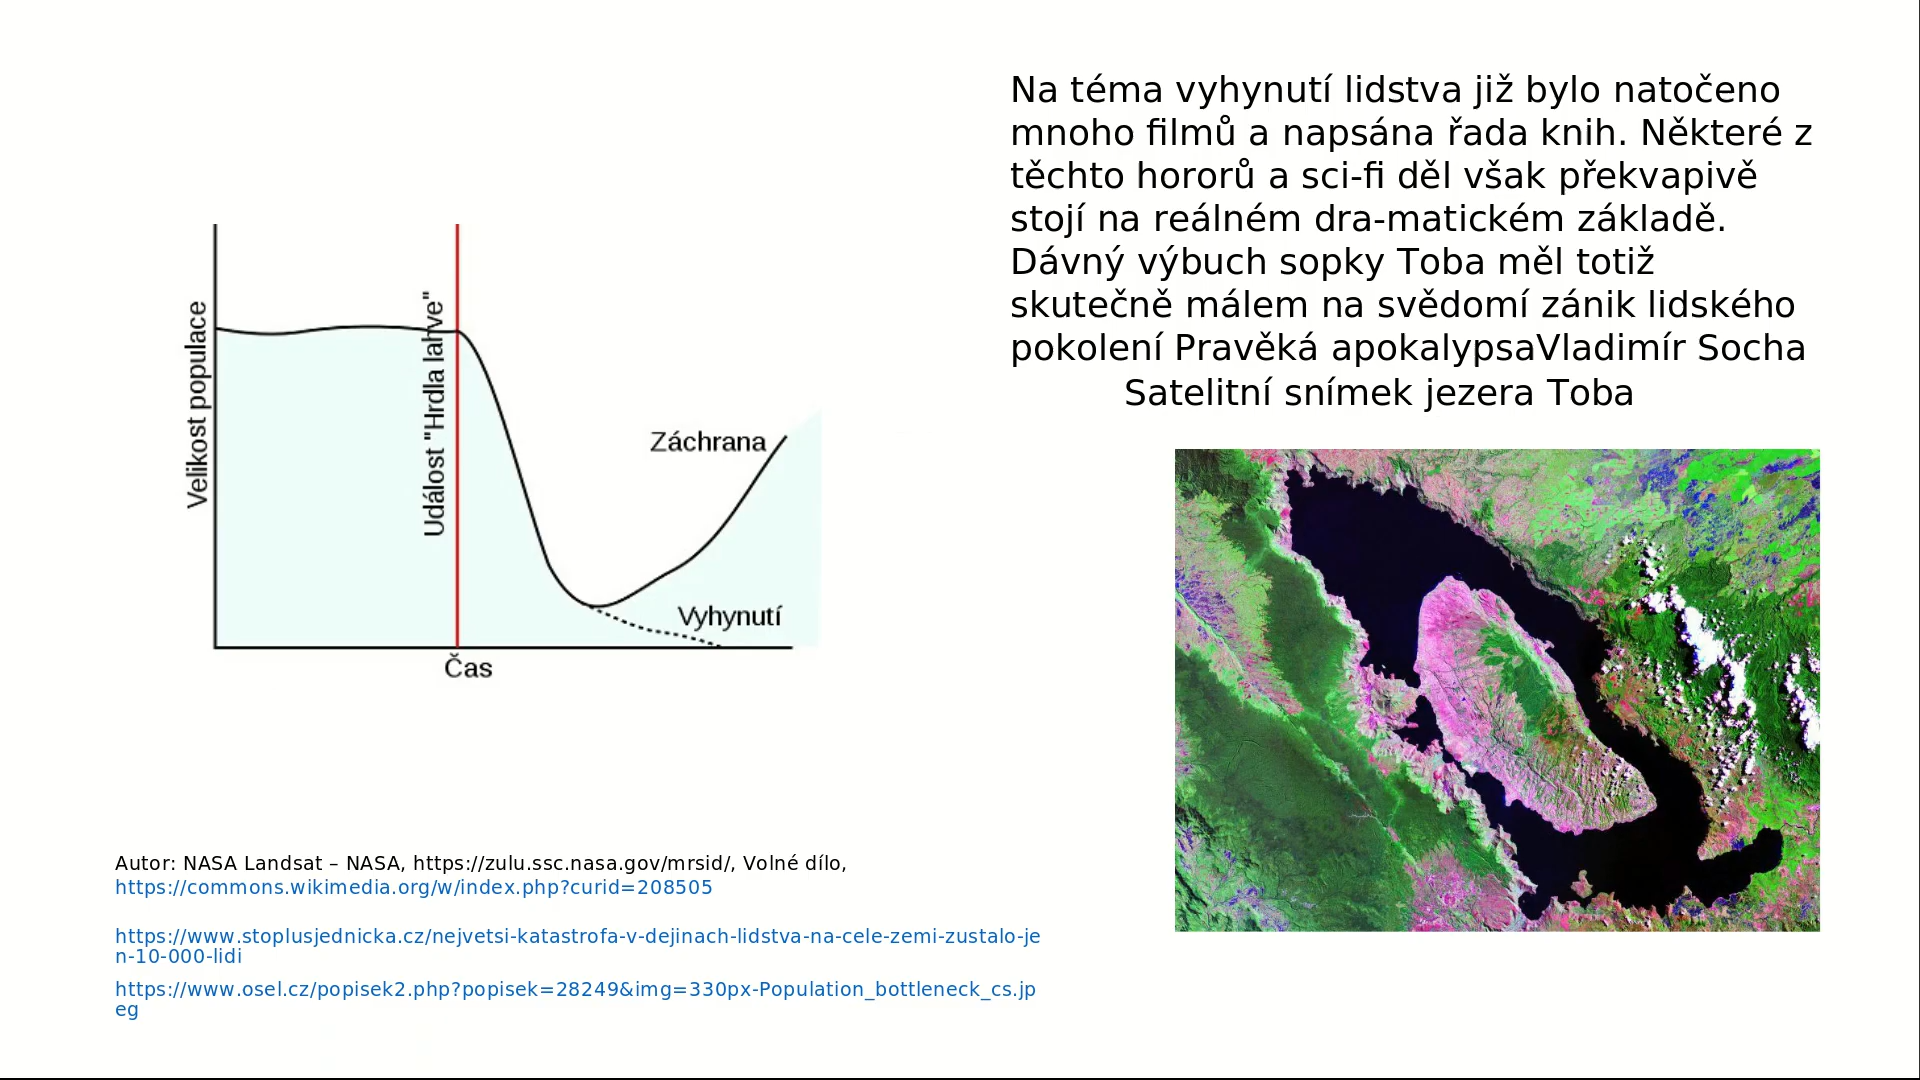 Na téma vyhynutí lidstva již bylo natočeno
mnoho filmů a napsána řada knih. Některé z
těchto hororů a sci-fi děl však překvapivě
stojí na reálném dra-matickém základě.
Dávný výbuch sopky Toba měl totiž
skutečně málem na svědomí zánik lidského
pokolení Pravěká apokalypsaVladimír Socha
Satelitní snímek jezera Toba
Velikost populace
Událost "Hrdla lahve"
Záchrana
Vyhynutí
Čas
Autor: NASA Landsat – NASA, https://zulu.ssc.nasa.gov/mrsid/, Volné dílo,
https://commons.wikimedia.org/w/index.php?curid=208505
https://www.stoplusjednicka.cz/nejvetsi-katastrofa-v-dejinach-lidstva-na-cele-zemi-zustalo-je
n-10-000-lidi
https://www.osel.cz/popisek2.php?popisek=28249&img=330px-Population_bottleneck_cs.jp
eg